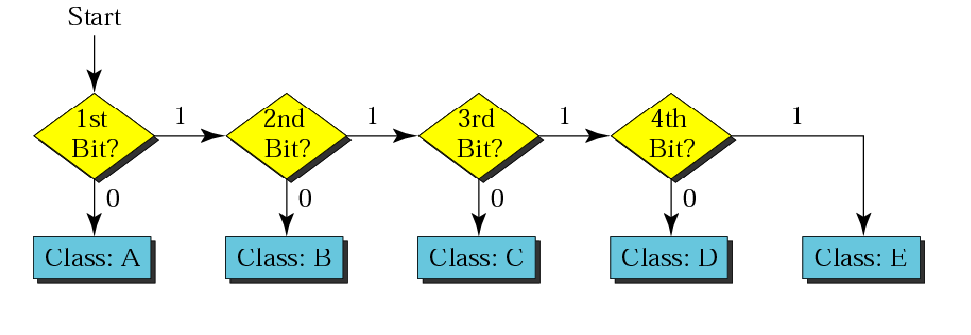 Start
1st
Bit?
1
2nd
Bit?
1
3rd
Bit?
1
4th
Bit?
1
0
0
0
0
Class: A
Class: B
Class: C
Class: D
Class: E